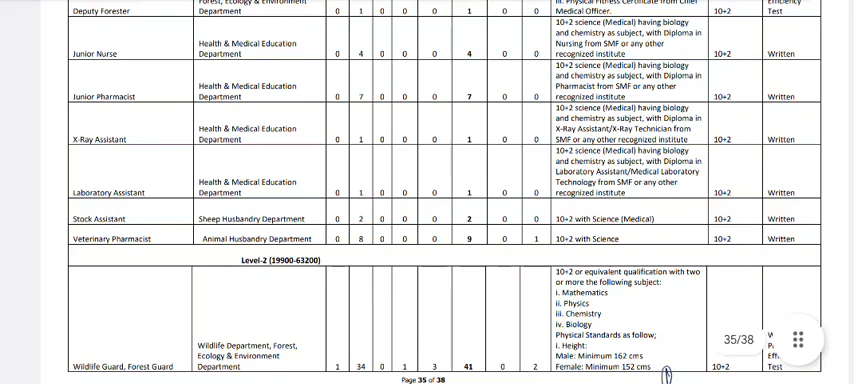 Forest, Ecology & Environment
iii. Physical Fitness Certificate from Chief
Efficiency
Deputy Forester Department 0 1 0 0 0 1 0 0 Medical Officer. 10+2 Test
10+2 science (Medical) having biology
and chemistry as subject, with Diploma in
Health & Medical Education Nursing from SMF or any other
Junior Nurse Department 0 4 0 0 0 4 0 0 recognized institute 10+2 Written
10+2 science (Medical) having biology
and chemistry as subject, with Diploma in
Health & Medical Education Pharmacist from SMF or any other
Junior Pharmacist Department 0 7 0 0 0 7 0 0 recognized institute 10+2 Written
10+2 science (Medical) having biology
and chemistry as subject, with Diploma in
Health & Medical Education X-Ray Assistant/X-Ray Technician from
X-Ray Assistant Department 0 1 0 0 0 1 0 0 SMF or any other recognized institute 10+2 Written
10+2 science (Medical) having biology
and chemistry as subject, with Diploma in
Laboratory Assistant/Medical Laboratory
Health & Medical Education Technology from SMF or any other
Laboratory Assistant Department 0 1 0 0 0 1 0 0 recognized institute 10+2 Written
Stock Assistant Sheep Husbandry Department 0 2 0 0 0 2 0 0 10+2 with Science (Medical) 10+2 Written
Veterinary Pharmacist Animal Husbandry Department 0 8 0 0 0 9 0 1 10+2 with Science 10+2 Written
Level-2 (19900-63200)
10+2 or equivalent qualification with two
or more the following subject:
i. Mathematics
ii. Physics
iii. Chemistry
iv. Biology
Physical Standards as follow;
Wildlife Department, Forest, i. Height:
Ecology & Environment Male: Minimum 162 cms
Wildlife Guard, Forest Guard Department 1 34 0 1 3 41 0 2 Female: Minimum 152 cms 10+2 Test
35/38
Page 35 of 38